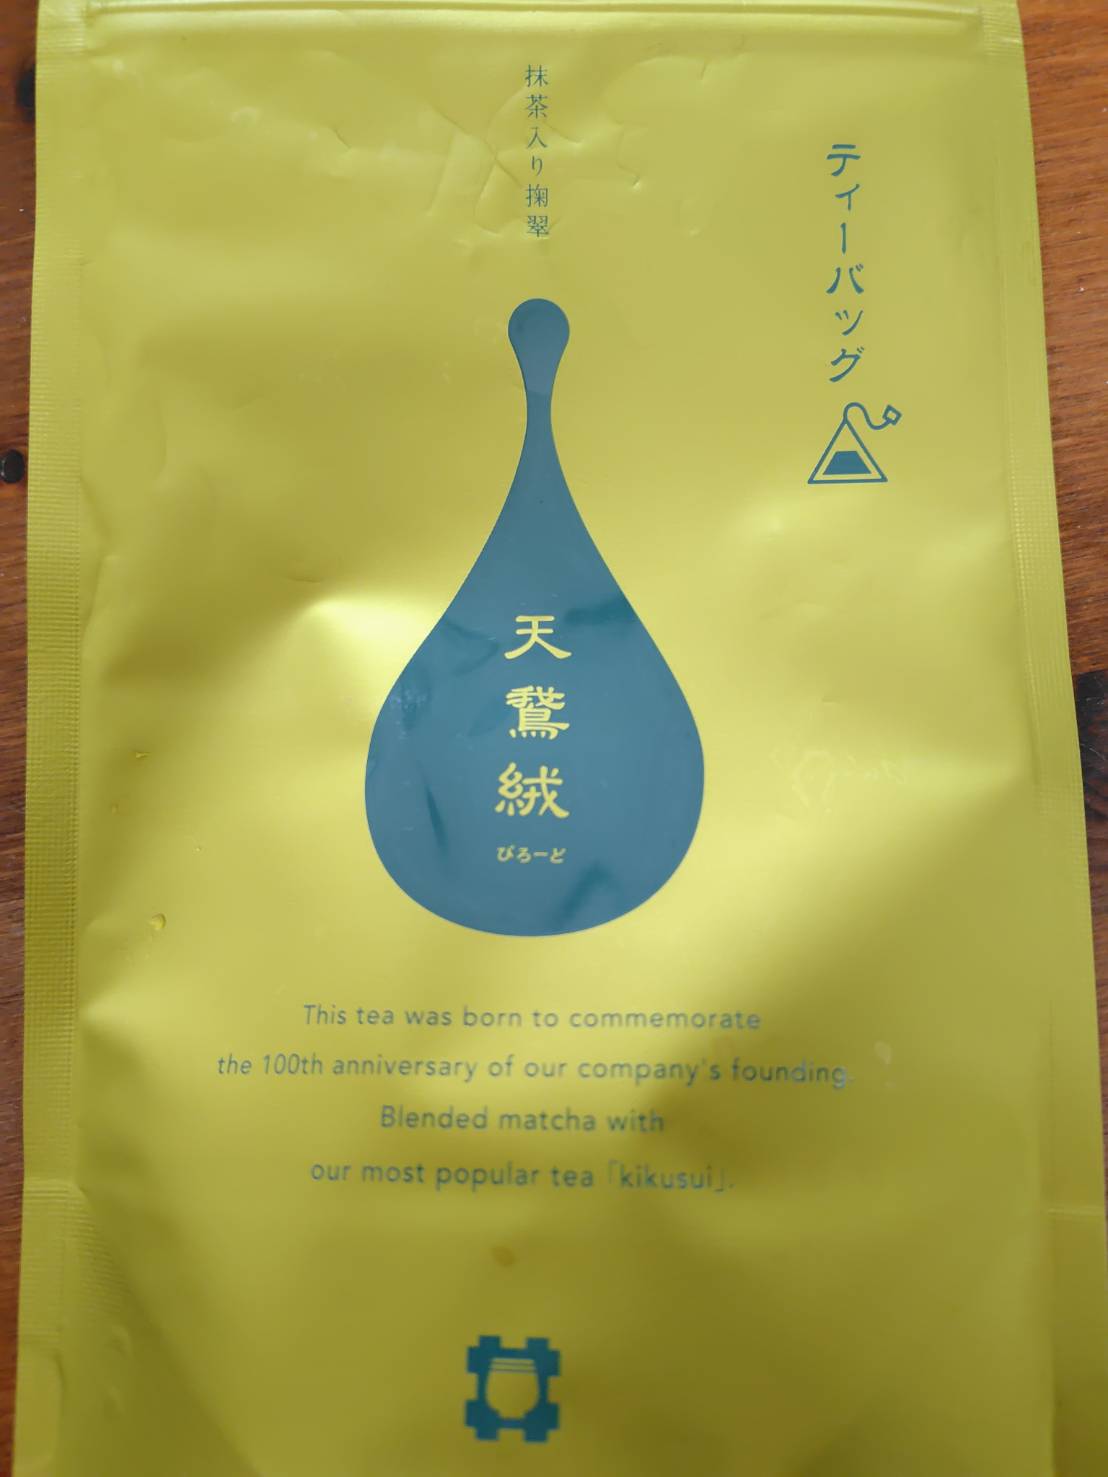 ティーバッグ
抹茶入り掬翠
天鵞絨
びろーど
This tea was born to commemorate
the 100th anniversary of our company's founding.
Blended matcha with
our most popular tea「kikusui」.